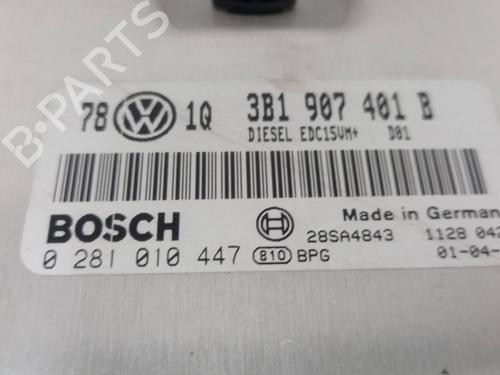 78 VW 1Q 3B1 907 401 B
DIESEL EDC15VM+ D01
BOSCH
Made in German
0 281 010 447
28SA4843 1128 042
810 BPG 01-04-
B-PARTS